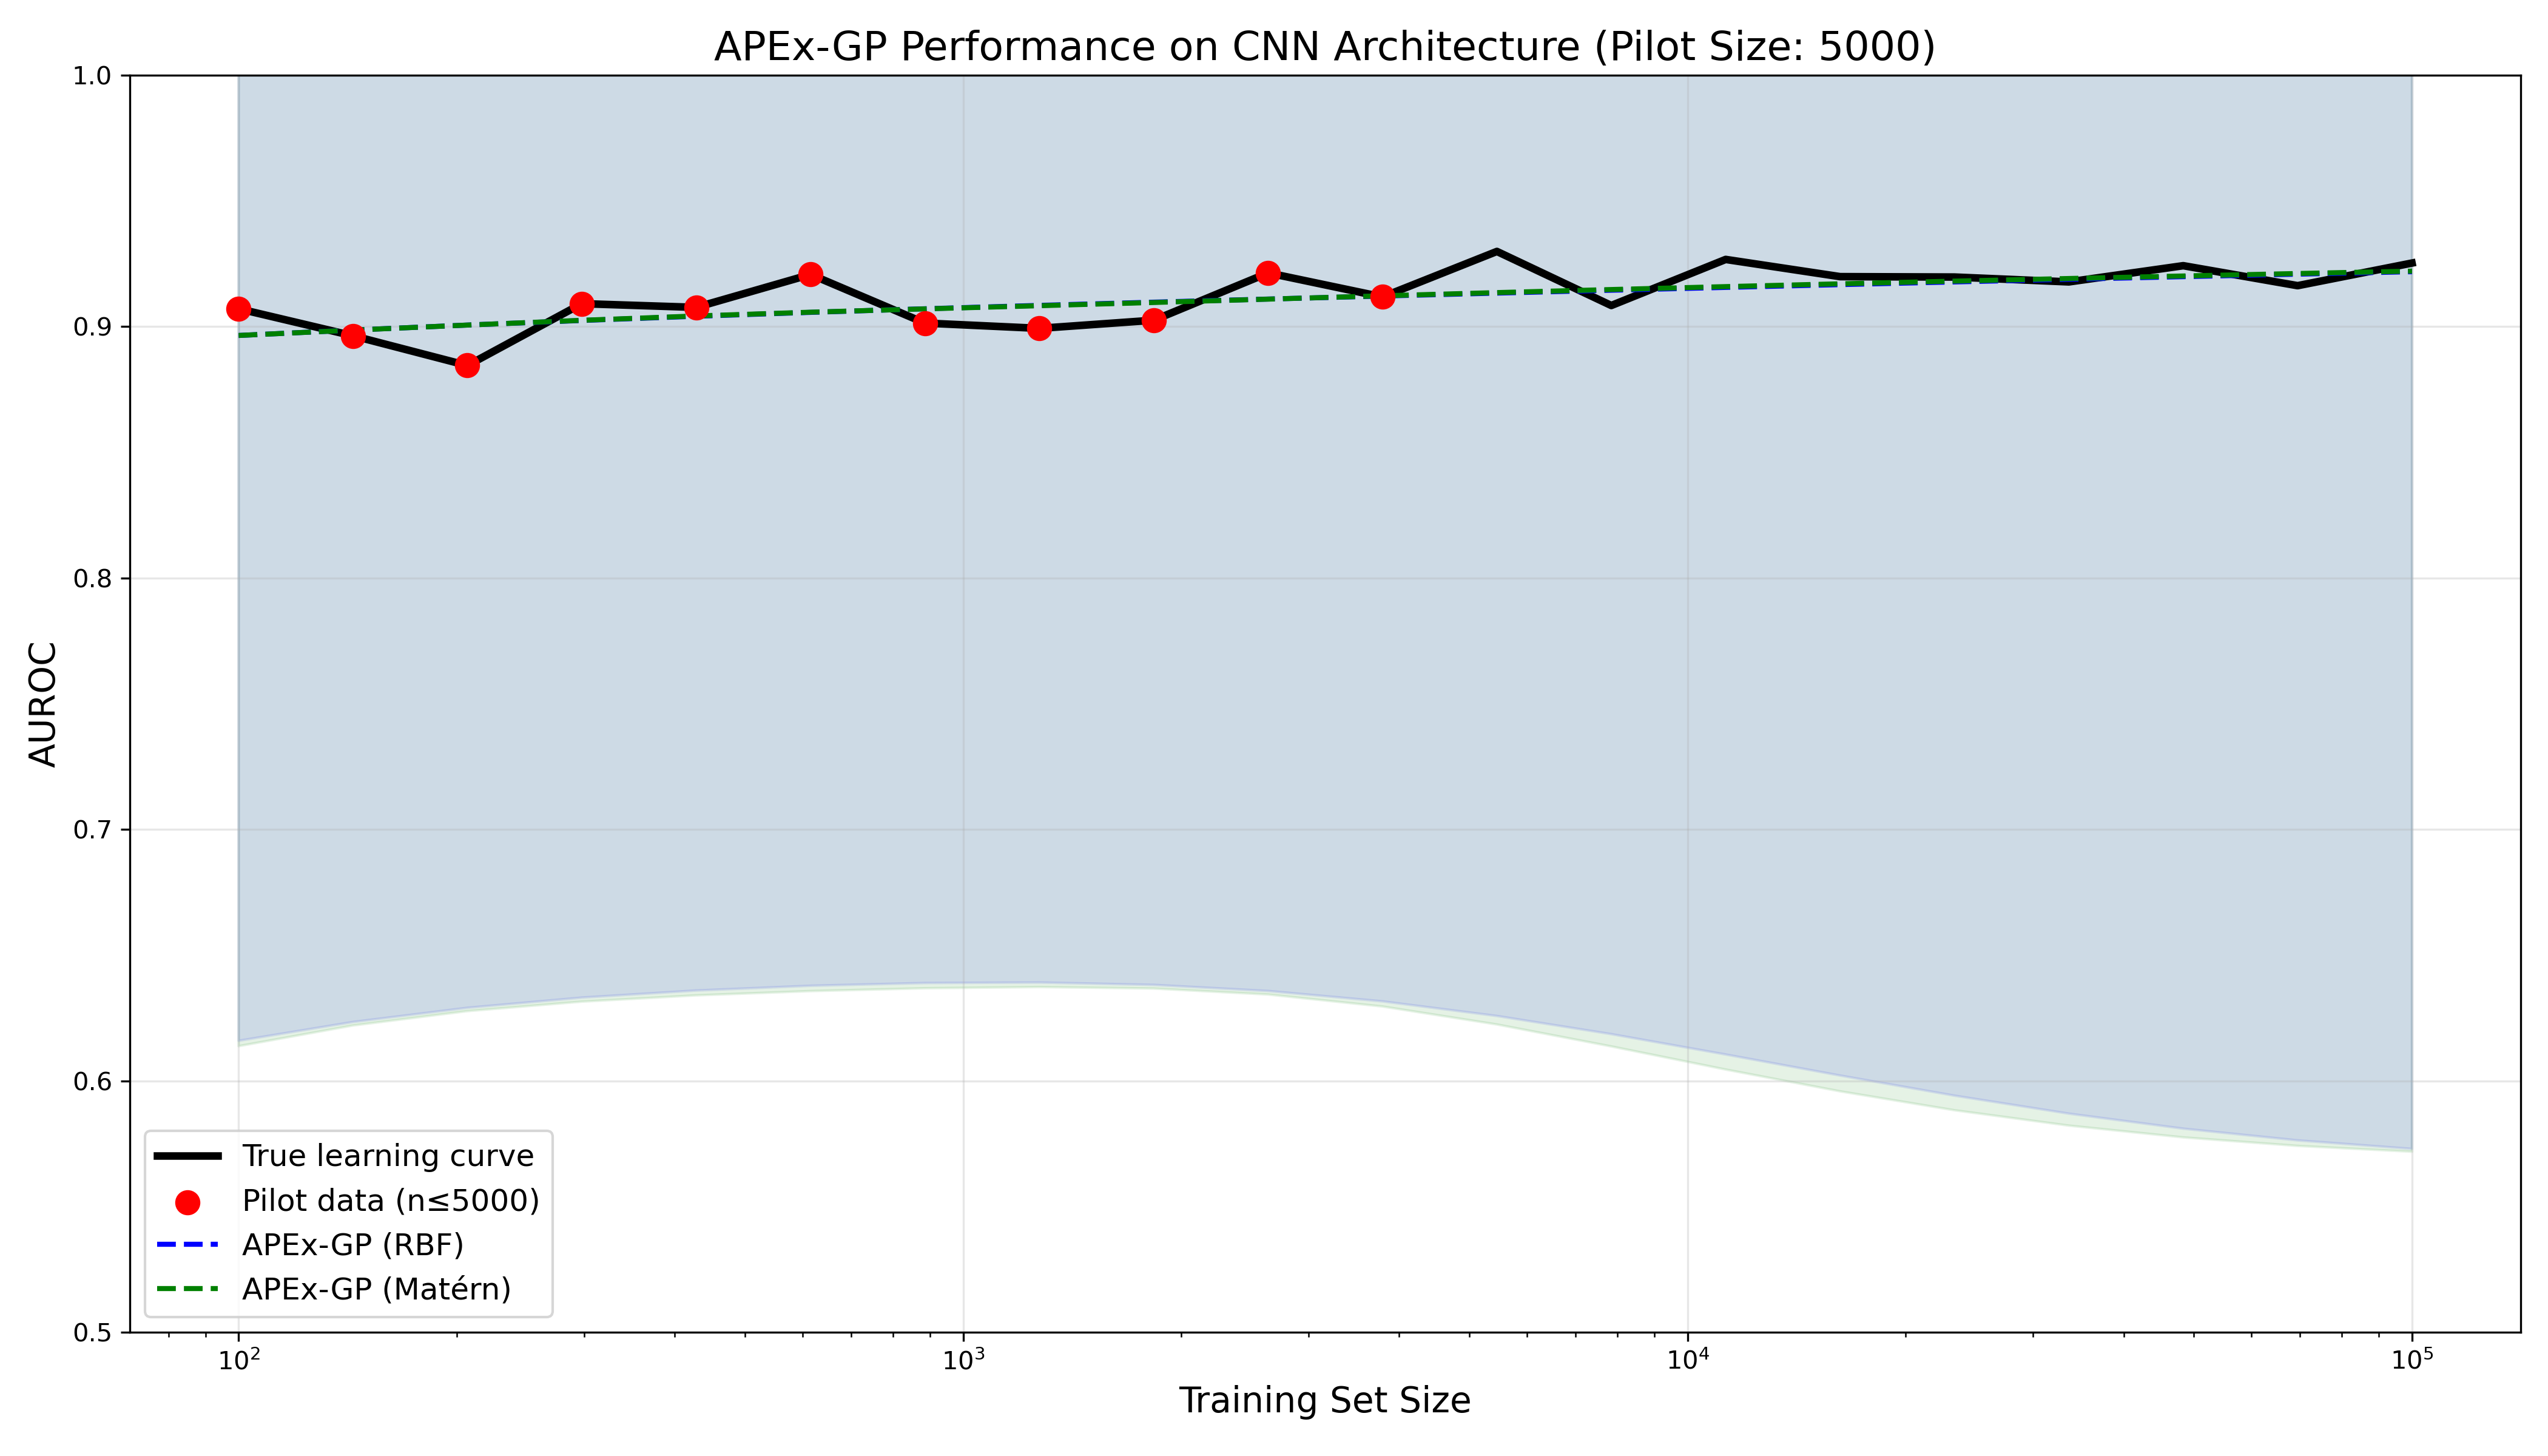 APEx-GP Performance on CNN Architecture (Pilot Size: 5000)
1.0
0.9
0.8
0.7
0.6
0.5
AUROC
True learning curve
Pilot data (n≤5000)
APEx-GP (RBF)
APEx-GP (Matérn)
10²
10³
10⁴
10⁵
Training Set Size